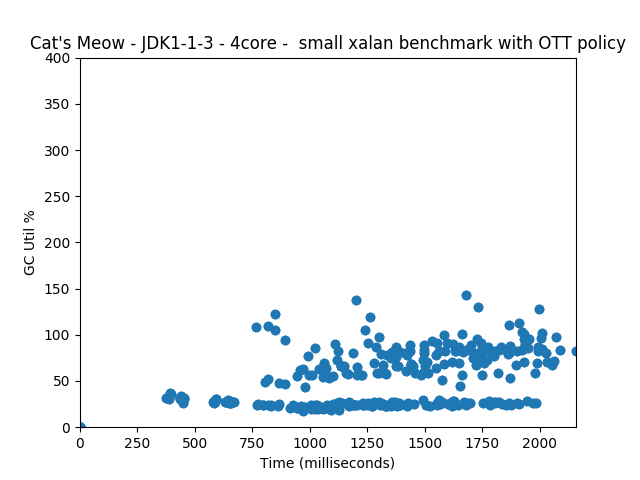 Cat's Meow - JDK1-1-3 - 4core -  small xalan benchmark with OTT policy
400
350
300
250
200
150
100
50
0
GC Util %
0 250 500 750 1000 1250 1500 1750 2000
Time (milliseconds)